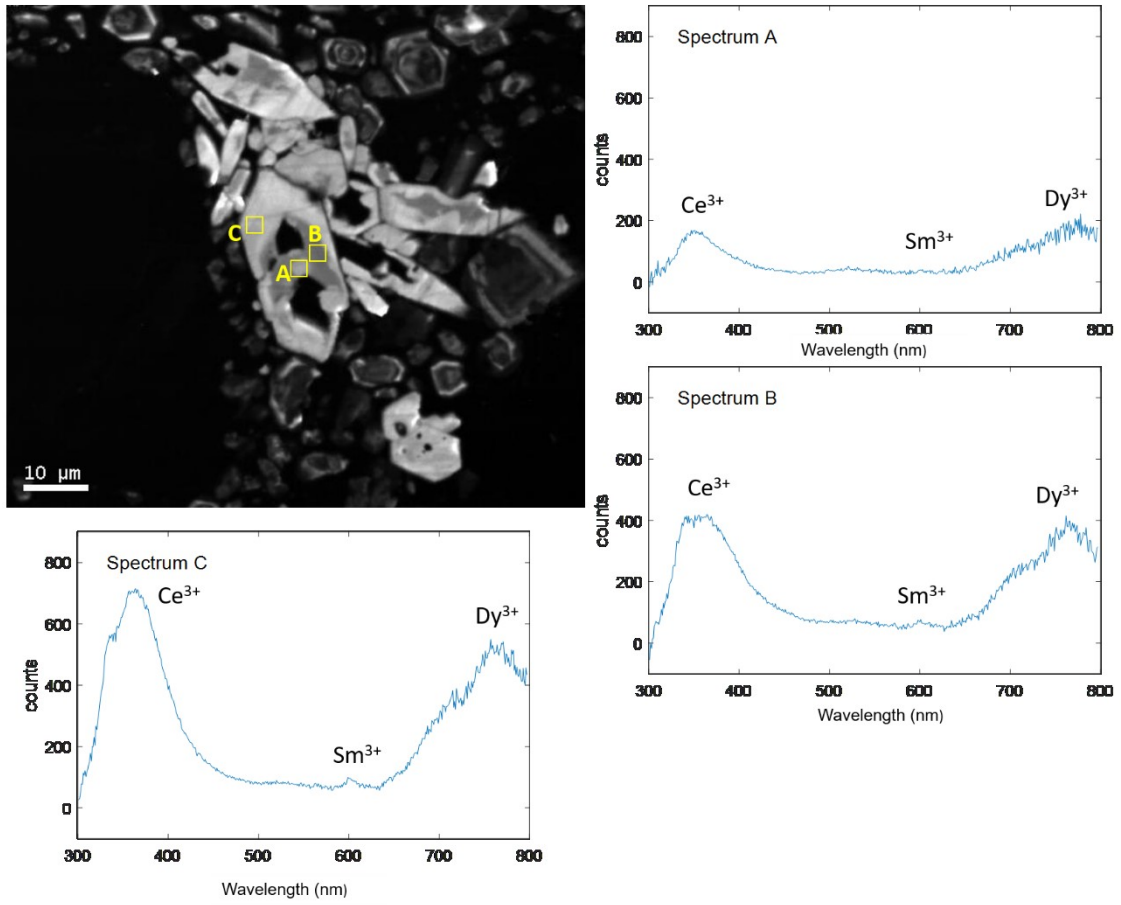 C
B
A
10 µm
Spectrum A
counts
800
600
400
200
0
Ce³⁺
Sm³⁺
Dy³⁺
300 400 500 600 700 800
Wavelength (nm)
Spectrum B
counts
800
600
400
200
0
Ce³⁺
Sm³⁺
Dy³⁺
300 400 500 600 700 800
Wavelength (nm)
Spectrum C
counts
800
600
400
200
0
Ce³⁺
Sm³⁺
Dy³⁺
300 400 500 600 700 800
Wavelength (nm)